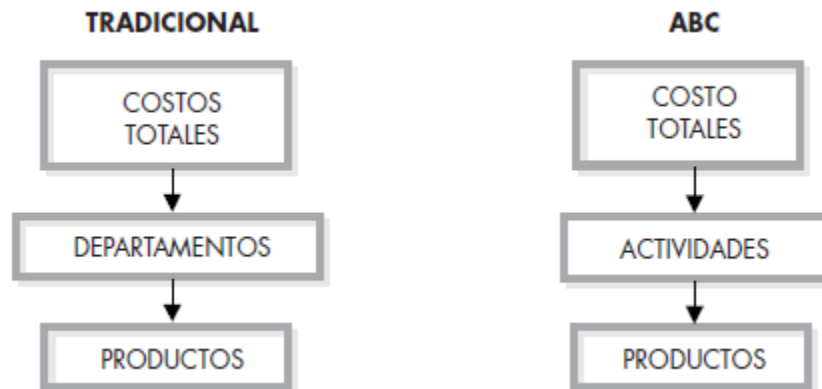 TRADICIONAL
COSTOS
TOTALES
DEPARTAMENTOS
PRODUCTOS
ABC
COSTO
TOTALES
ACTIVIDADES
PRODUCTOS